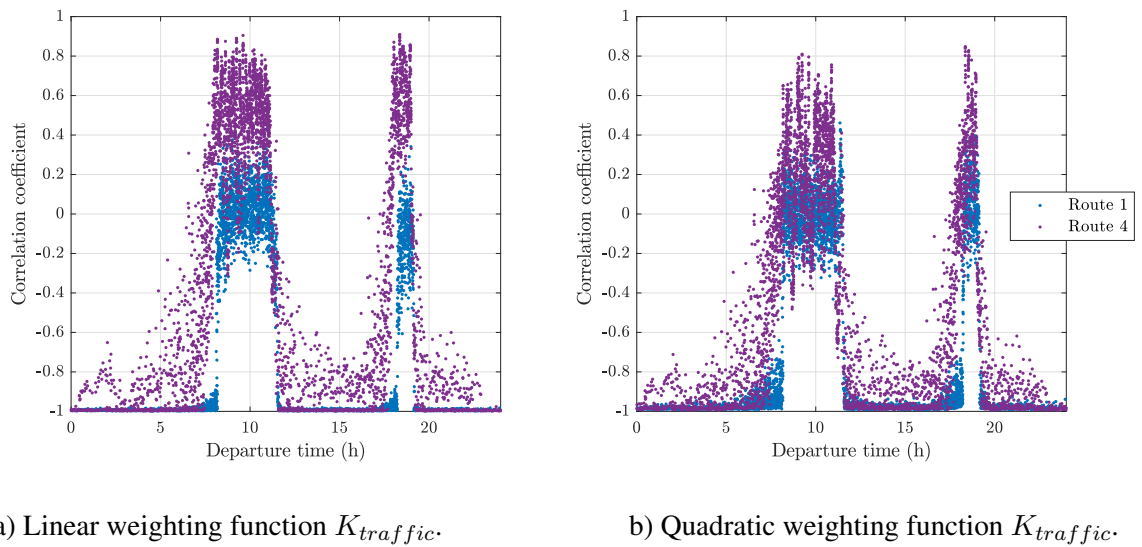 1
0.8
0.6
0.4
0.2
0
-0.2
-0.4
-0.6
-0.8
-1
Correlation coefficient
0 5 10 15 20
Departure time (h)
1
0.8
0.6
0.4
0.2
0
-0.2
-0.4
-0.6
-0.8
-1
Correlation coefficient
0 5 10 15 20
Departure time (h)
Route 1
Route 4
a) Linear weighting function K_{traffic}.
b) Quadratic weighting function K_{traffic}.